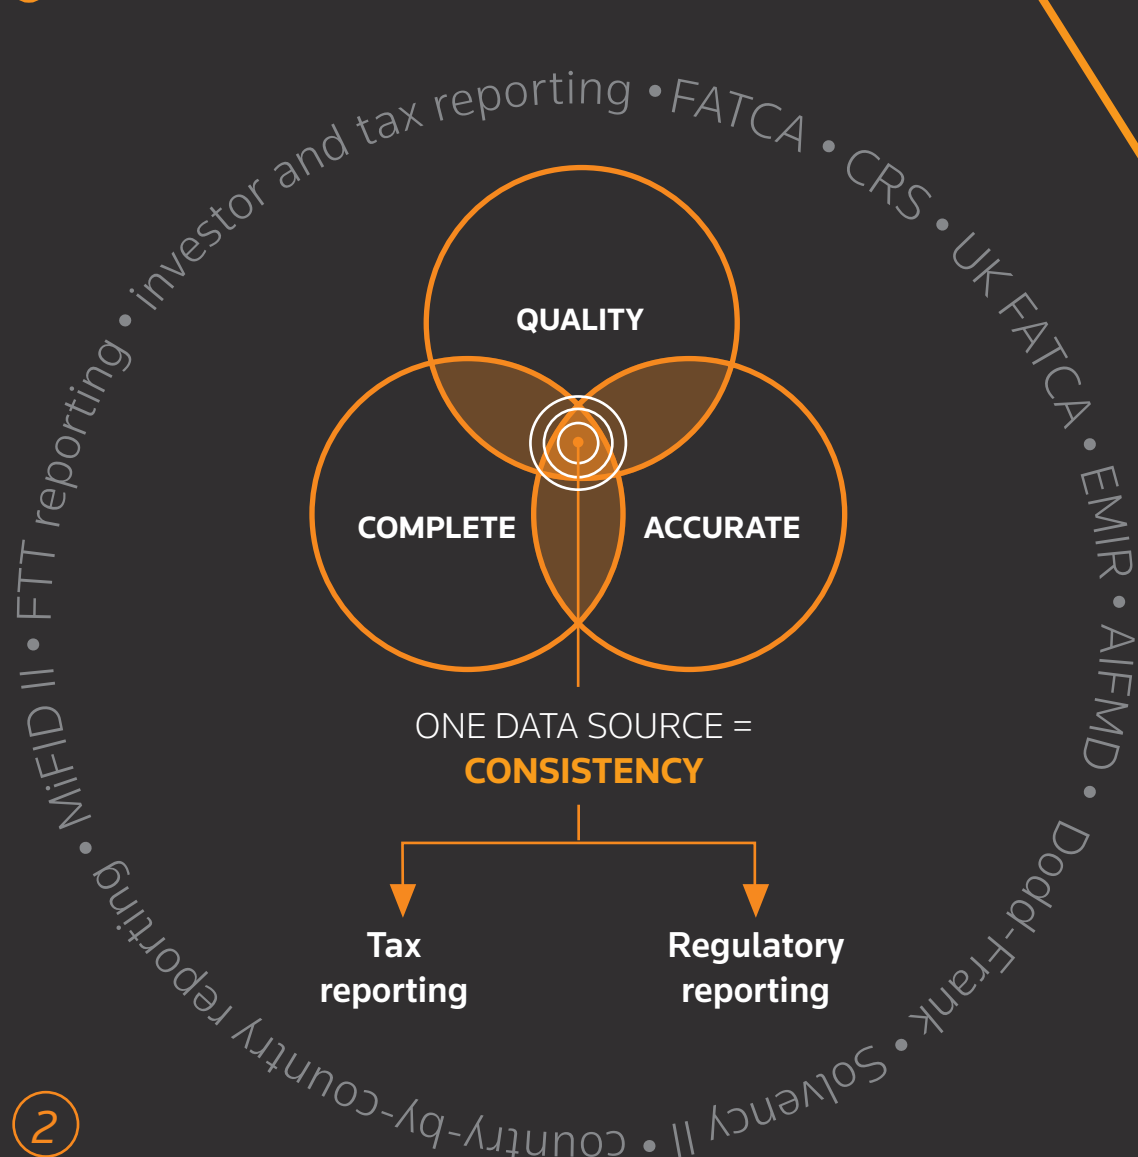 investor and tax reporting • FATCA • CRS • UK FATCA • EMIR • AIFMD • Dodd-Frank • Solvency II • country-by-country reporting • MiFID II • FTT reporting •
QUALITY
COMPLETE
ACCURATE
ONE DATA SOURCE =
CONSISTENCY
Tax
reporting
Regulatory
reporting
2